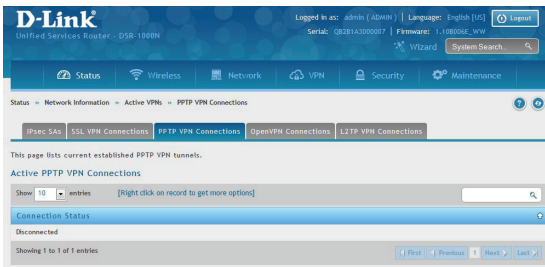 D-Link
Unified Services Router - DSR-1000N
Logged in as: admin ( ADMIN ) | Language: English [US] Logout
Serial: QB2B1A3000007 | Firmware: 1.10B006E_WW
Wizard System Search..
Status Wireless Network VPN Security Maintenance
Status » Network Information » Active VPNs » PPTP VPN Connections
IPsec SAs SSL VPN Connections PPTP VPN Connections OpenVPN Connections L2TP VPN Connections
This page lists current established PPTP VPN tunnels.
Active PPTP VPN Connections
Show 10 entries [Right click on record to get more options]
Connection Status
Disconnected
Showing 1 to 1 of 1 entries First Previous 1 Next Last